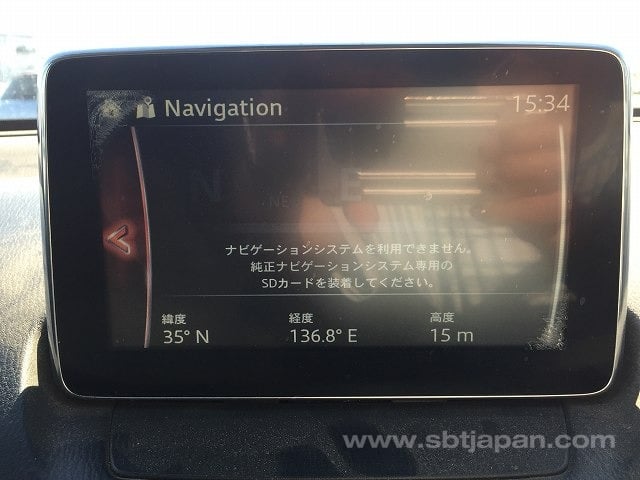 Navigation 15:34
N NE E
ナビゲーションシステムを利用できません。
純正ナビゲーションシステム専用の
SDカードを装着してください。
緯度 経度 高度
35° N 136.8° E 15 m
www.sbtjapan.com